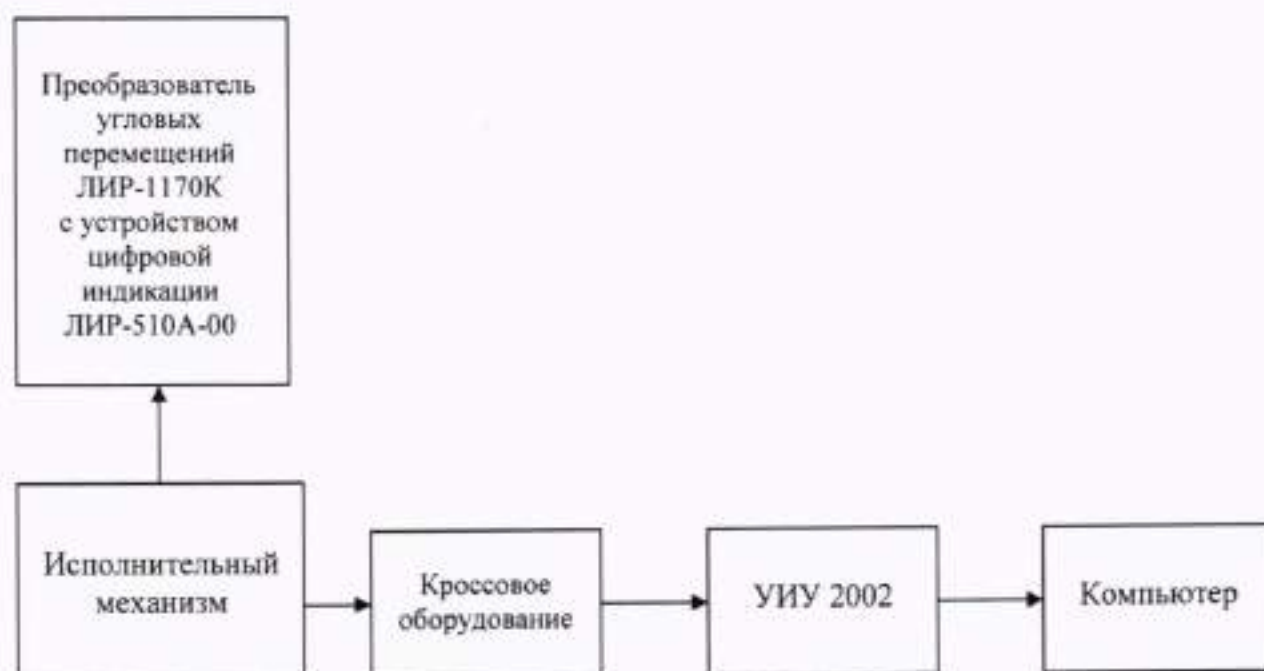 Преобразователь
угловых
перемещений
ЛИР-1170К
с устройством
цифровой
индикации
ЛИР-510А-00
Исполнительный
механизм
Кроссовое
оборудование
УИУ 2002
Компьютер